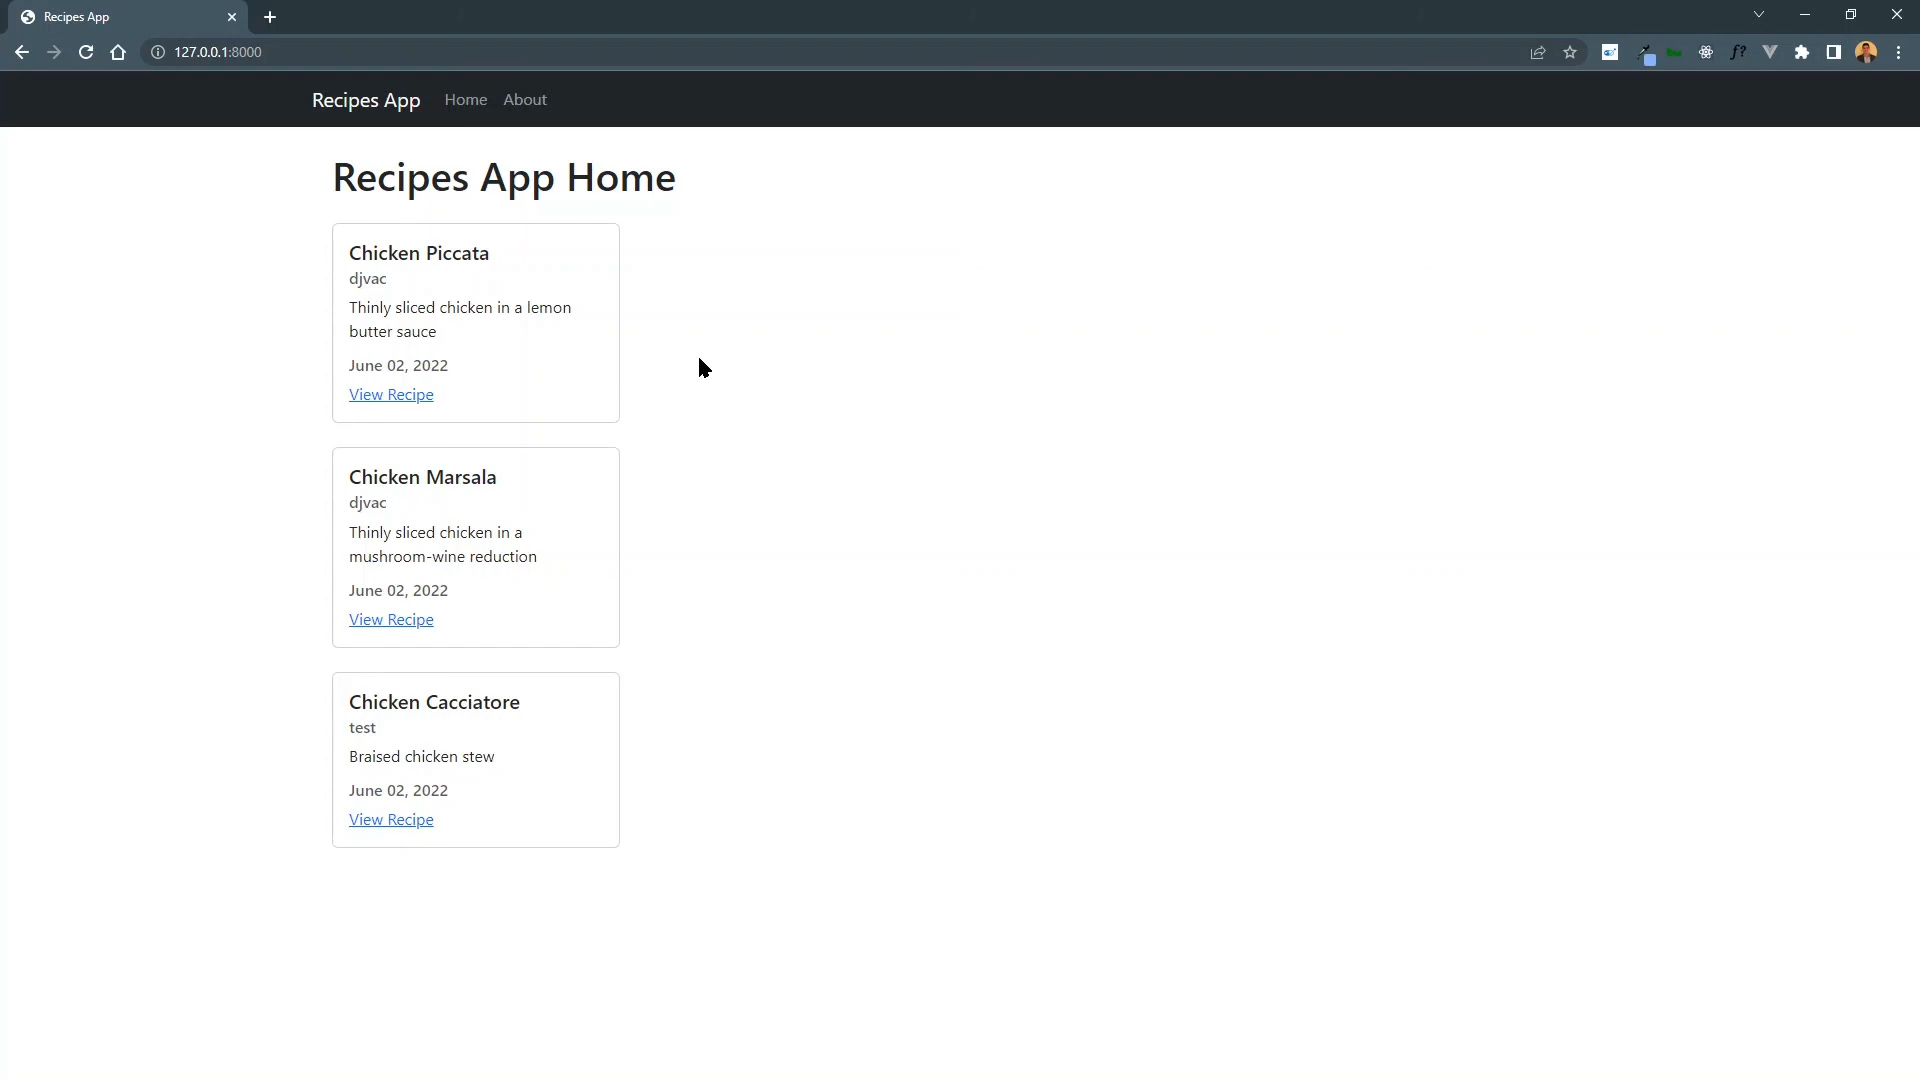 Recipes App
127.0.0.1:8000
f?
Recipes App Home About
Recipes App Home
Chicken Piccata
djvac
Thinly sliced chicken in a lemon
butter sauce
June 02, 2022
View Recipe
Chicken Marsala
djvac
Thinly sliced chicken in a
mushroom-wine reduction
June 02, 2022
View Recipe
Chicken Cacciatore
test
Braised chicken stew
June 02, 2022
View Recipe